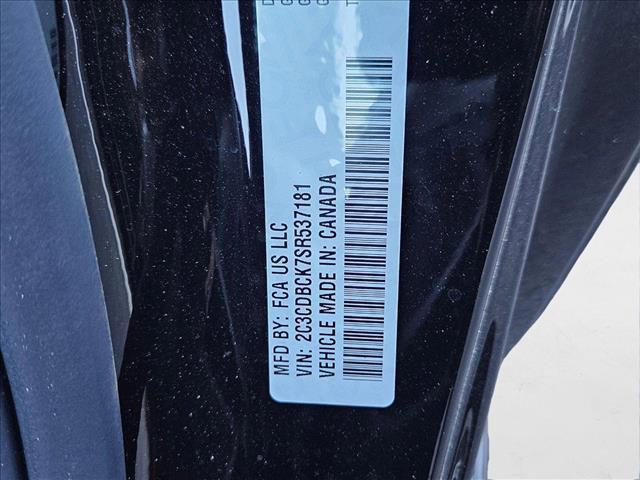 MFD BY: FCA US LLC
VIN: 2C3CDBCK7SR537181
VEHICLE MADE IN: CANADA